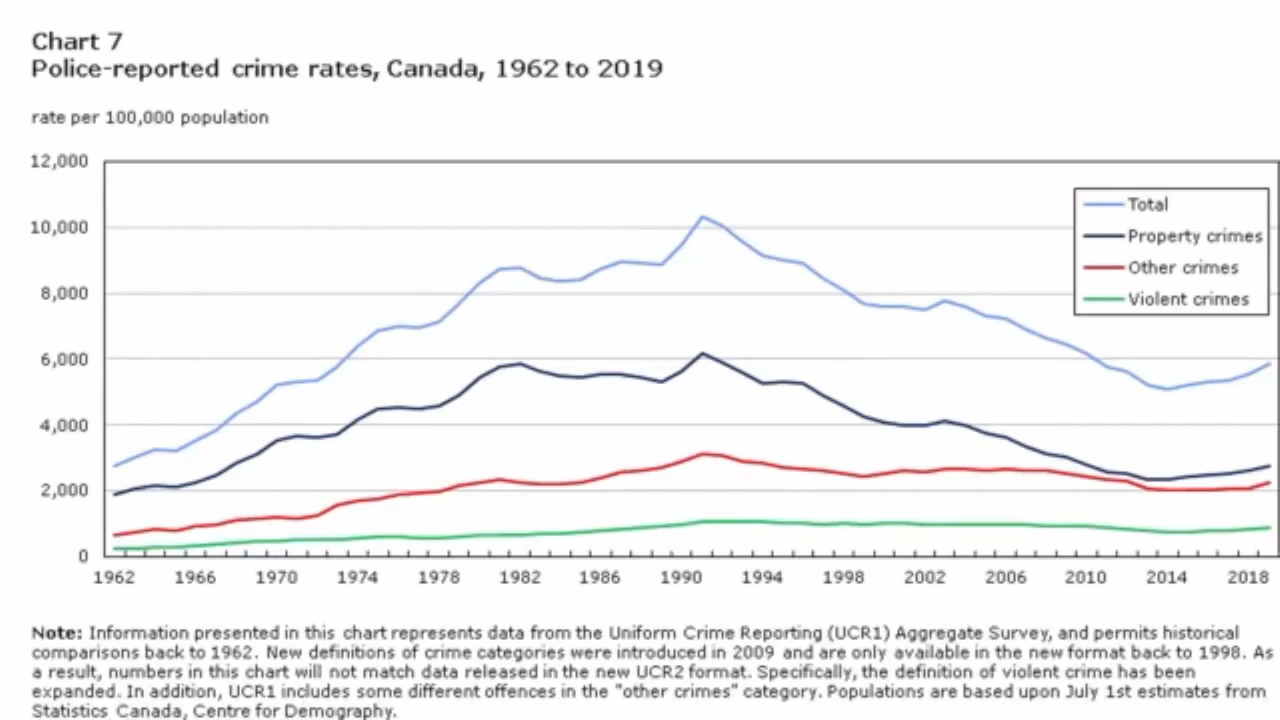 Chart 7
Police-reported crime rates, Canada, 1962 to 2019
rate per 100,000 population
12,000
10,000
8,000
6,000
4,000
2,000
0
Total
Property crimes
Other crimes
Violent crimes
1962 1966 1970 1974 1978 1982 1986 1990 1994 1998 2002 2006 2010 2014 2018
Note: Information presented in this chart represents data from the Uniform Crime Reporting (UCR1) Aggregate Survey, and permits historical
comparisons back to 1962. New definitions of crime categories were introduced in 2009 and are only available in the new format back to 1998. As
a result, numbers in this chart will not match data released in the new UCR2 format. Specifically, the definition of violent crime has been
expanded. In addition, UCR1 includes some different offences in the "other crimes" category. Populations are based upon July 1st estimates from
Statistics Canada, Centre for Demography.